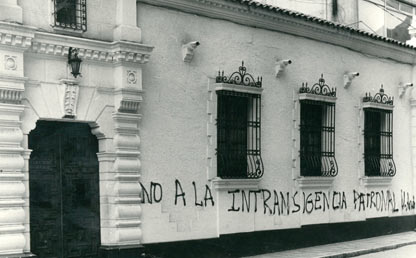 NO A LA INTRANSIGENCIA PATRONAL